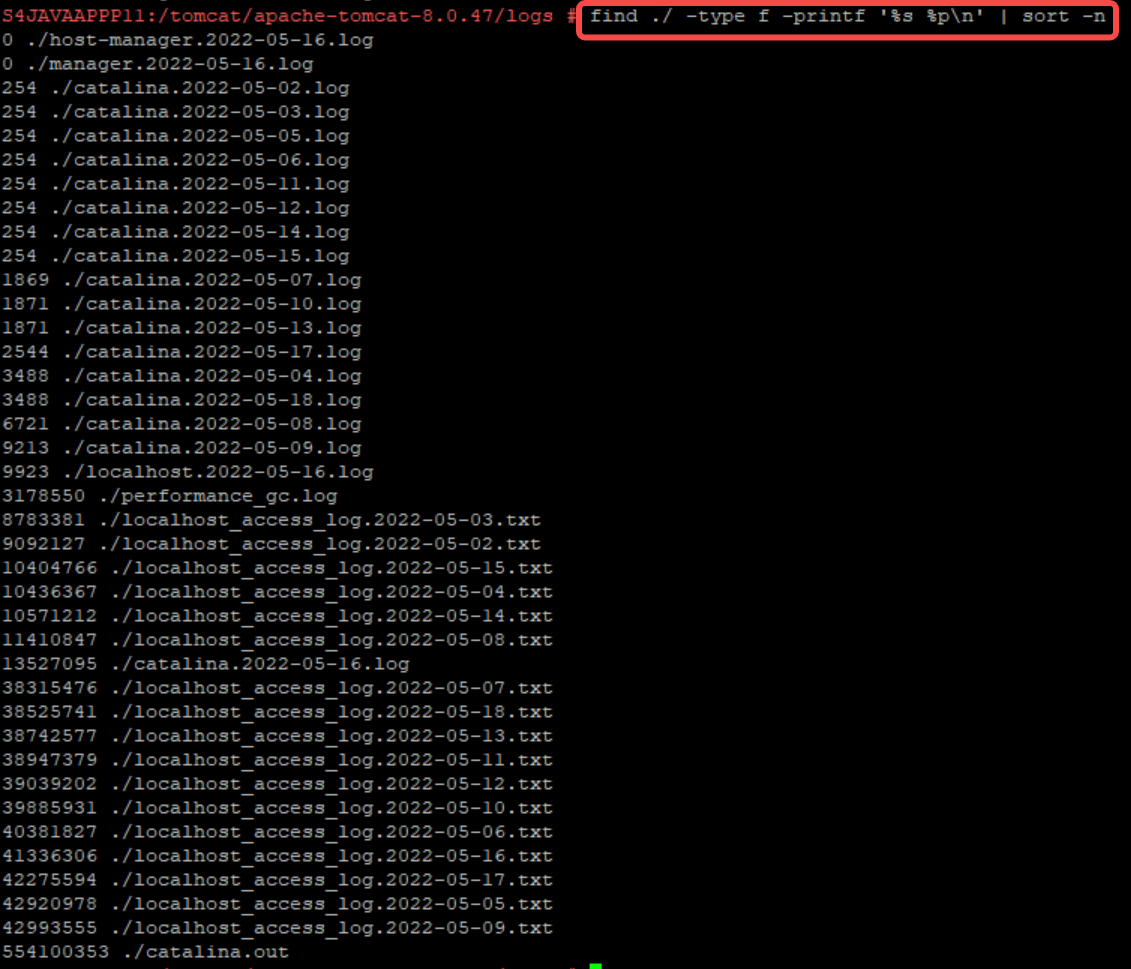 S4JAVAAPPP11:/tomcat/apache-tomcat-8.0.47/logs # find ./ -type f -printf '%s %p\n' | sort -n
0 ./host-manager.2022-05-16.log
0 ./manager.2022-05-16.log
254 ./catalina.2022-05-02.log
254 ./catalina.2022-05-03.log
254 ./catalina.2022-05-05.log
254 ./catalina.2022-05-06.log
254 ./catalina.2022-05-11.log
254 ./catalina.2022-05-12.log
254 ./catalina.2022-05-14.log
254 ./catalina.2022-05-15.log
1869 ./catalina.2022-05-07.log
1871 ./catalina.2022-05-10.log
1871 ./catalina.2022-05-13.log
2544 ./catalina.2022-05-17.log
3488 ./catalina.2022-05-04.log
3488 ./catalina.2022-05-18.log
6721 ./catalina.2022-05-08.log
9213 ./catalina.2022-05-09.log
9923 ./localhost.2022-05-16.log
3178550 ./performance_gc.log
8783381 ./localhost_access_log.2022-05-03.txt
9092127 ./localhost_access_log.2022-05-02.txt
10404766 ./localhost_access_log.2022-05-15.txt
10436367 ./localhost_access_log.2022-05-04.txt
10571212 ./localhost_access_log.2022-05-14.txt
11410847 ./localhost_access_log.2022-05-08.txt
13527095 ./catalina.2022-05-16.log
38315476 ./localhost_access_log.2022-05-07.txt
38525741 ./localhost_access_log.2022-05-18.txt
38742577 ./localhost_access_log.2022-05-13.txt
38947379 ./localhost_access_log.2022-05-11.txt
39039202 ./localhost_access_log.2022-05-12.txt
39885931 ./localhost_access_log.2022-05-10.txt
40381827 ./localhost_access_log.2022-05-06.txt
41336306 ./localhost_access_log.2022-05-16.txt
42275594 ./localhost_access_log.2022-05-17.txt
42920978 ./localhost_access_log.2022-05-05.txt
42993555 ./localhost_access_log.2022-05-09.txt
554100353 ./catalina.out